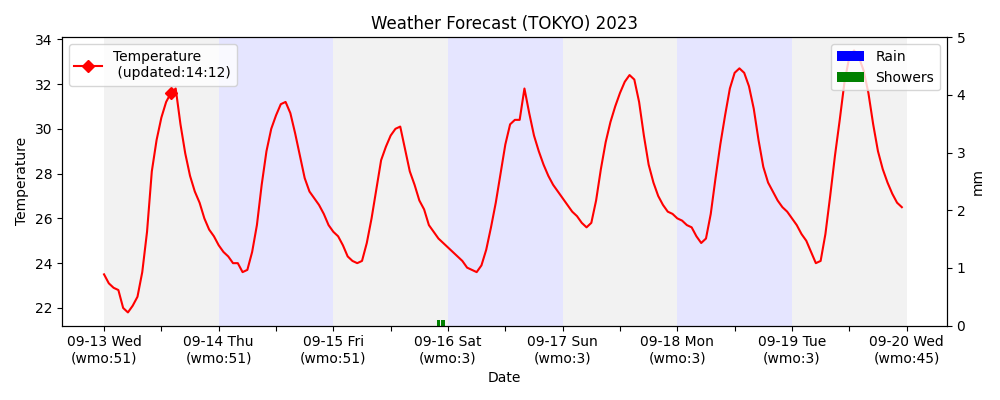 Weather Forecast (TOKYO) 2023
Temperature
(updated:14:12)
Rain
Showers
Temperature
34
32
30
28
26
24
22
mm
5
4
3
2
1
0
09-13 Wed
(wmo:51)
09-14 Thu
(wmo:51)
09-15 Fri
(wmo:51)
09-16 Sat
(wmo:3)
09-17 Sun
(wmo:3)
09-18 Mon
(wmo:3)
09-19 Tue
(wmo:3)
09-20 Wed
(wmo:45)
Date